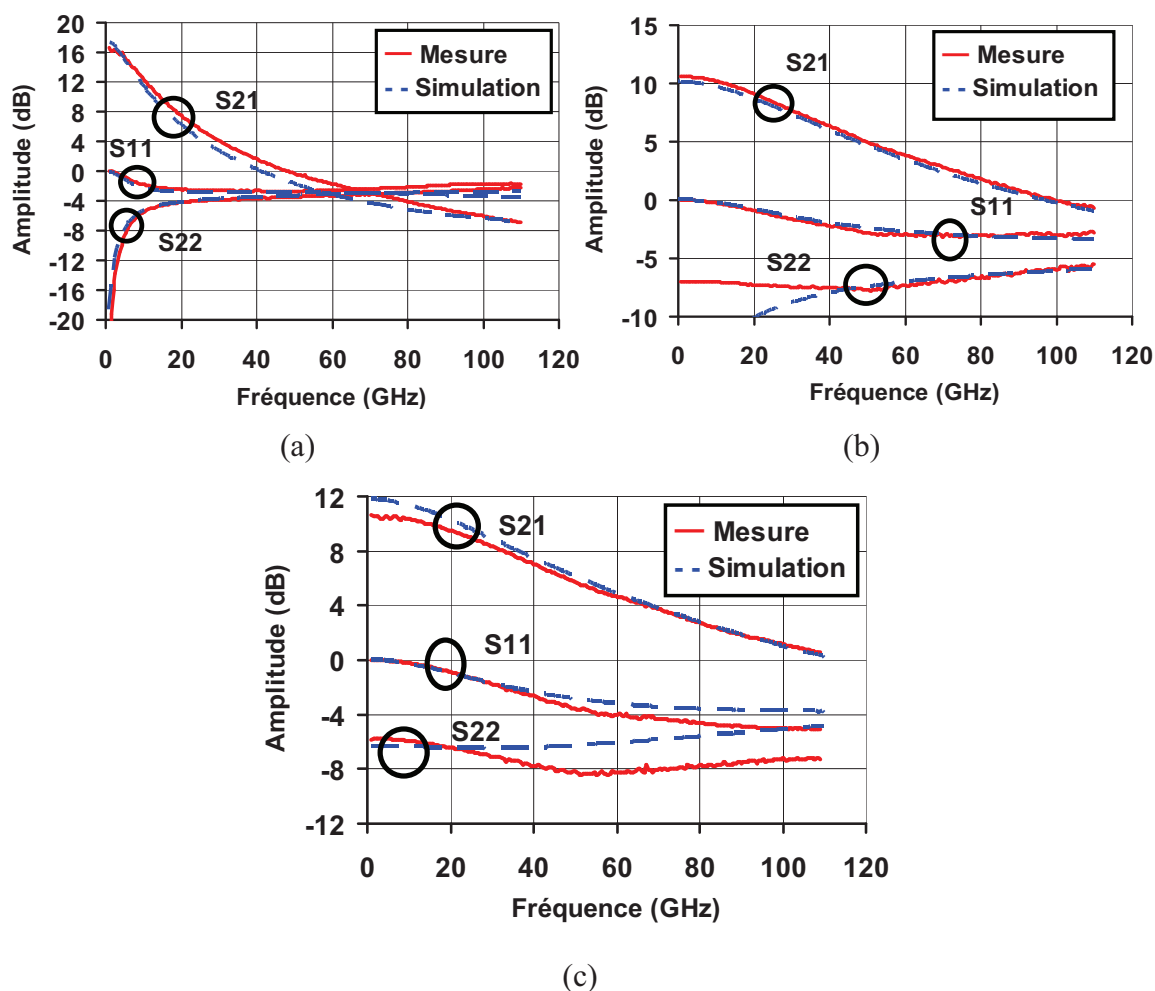 20
16
12
8
4
0
-4
-8
-12
-16
-20
Amplitude (dB)
0 20 40 60 80 100 120
Fréquence (GHz)
Mesure
Simulation
S21
S11
S22
(a)
15
10
5
0
-5
-10
Amplitude (dB)
0 20 40 60 80 100 120
Fréquence (GHz)
Mesure
Simulation
S21
S11
S22
(b)
12
8
4
0
-4
-8
-12
Amplitude (dB)
0 20 40 60 80 100 120
Fréquence (GHz)
Mesure
Simulation
S21
S11
S22
(c)